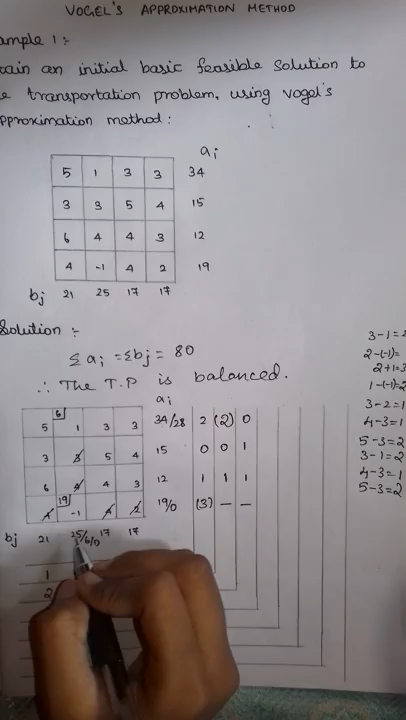 VOGEL'S APPROXIMATION METHOD
ample 1 :-
tain an initial basic feasible solution to
e transportation problem, using vogel's
pproximation method :
ai
5 1 3 3 34
3 3 5 4 15
6 4 4 3 12
4 -1 4 2 19
bj 21 25 17 17
Solution :-
Σai = Σbj = 80
∴ The T.P is balanced.
ai
6
5 1 3 3 34/28 2 (2) 0
3 3 5 4 15 0 0 1
6 4 4 3 12 1 1 1
19
4 -1 4 2 19/0 (3) — —
bj 21 25/6/0 17 17
1
2
3-1=2
2-(-1)=
2+1=3
1-(-1)=2
3-2=1
4-3=1
5-3=2
3-1=2
4-3=1
5-3=2